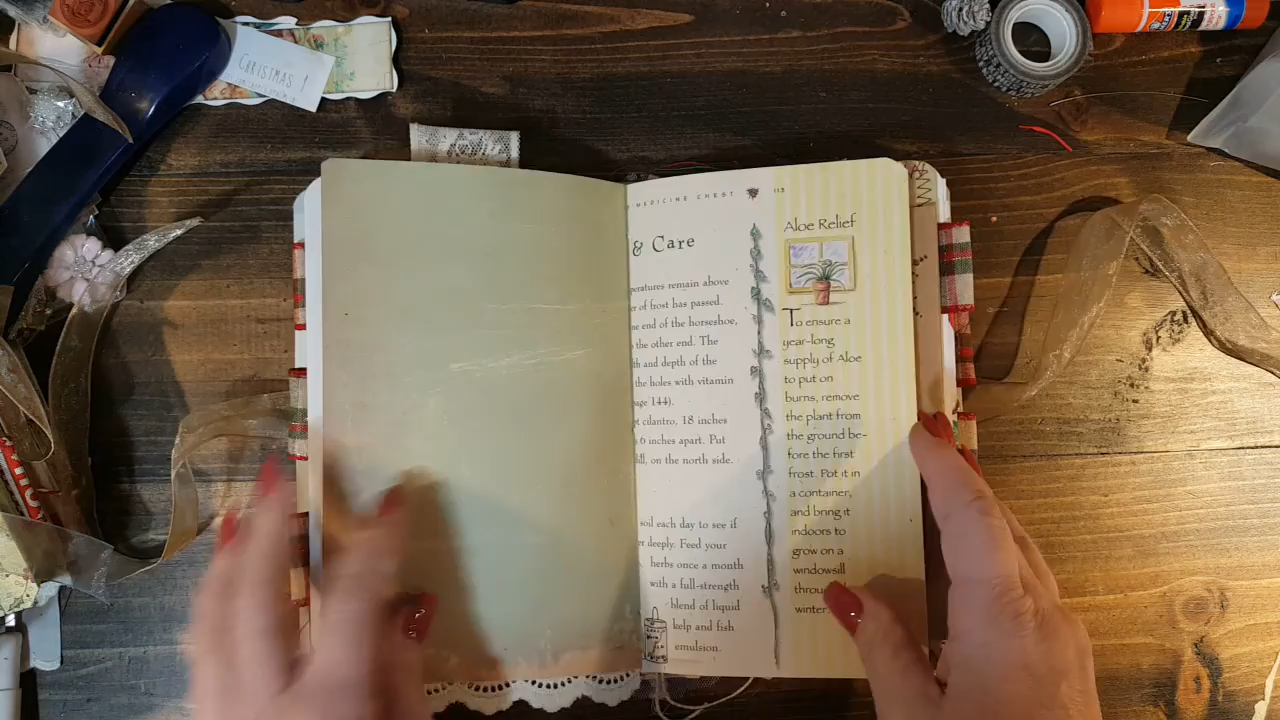 CHRISTMAS !
MEDICINE CHEST
113
& Care
peratures remain above
er of frost has passed.
ne end of the horseshoe,
the other end. The
th and depth of the
the holes with vitamin
age 144).
t cilantro, 18 inches
6 inches apart. Put
ll, on the north side.
soil each day to see if
er deeply. Feed your
herbs once a month
with a full-strength
blend of liquid
kelp and fish
emulsion.
Aloe Relief
To ensure a
year-long
supply of Aloe
to put on
burns, remove
the plant from
the ground be-
fore the first
frost. Pot it in
a container,
and bring it
indoors to
grow on a
windowsill
throu
winter.